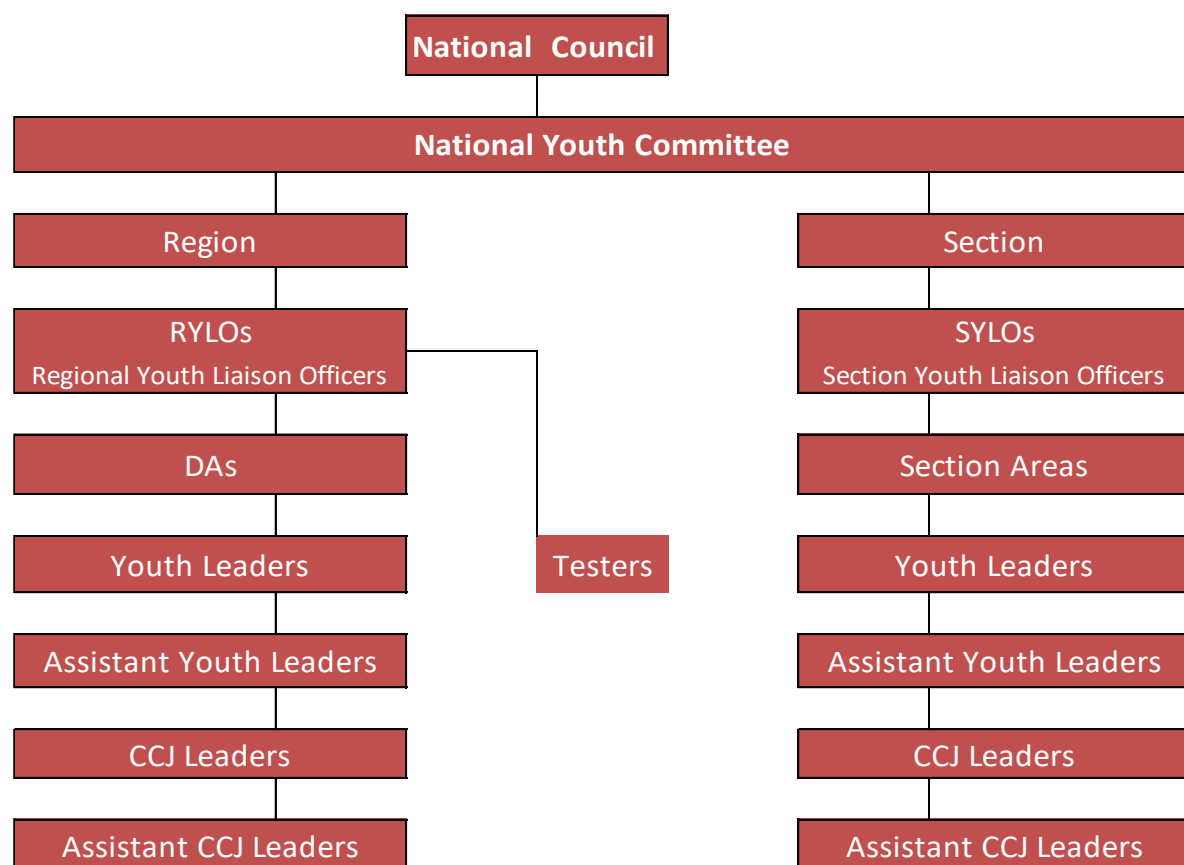 National Council
National Youth Committee
Region
Section
RYLOs
Regional Youth Liaison Officers
SYLOs
Section Youth Liaison Officers
DAs
Section Areas
Youth Leaders
Testers
Youth Leaders
Assistant Youth Leaders
Assistant Youth Leaders
CCJ Leaders
CCJ Leaders
Assistant CCJ Leaders
Assistant CCJ Leaders